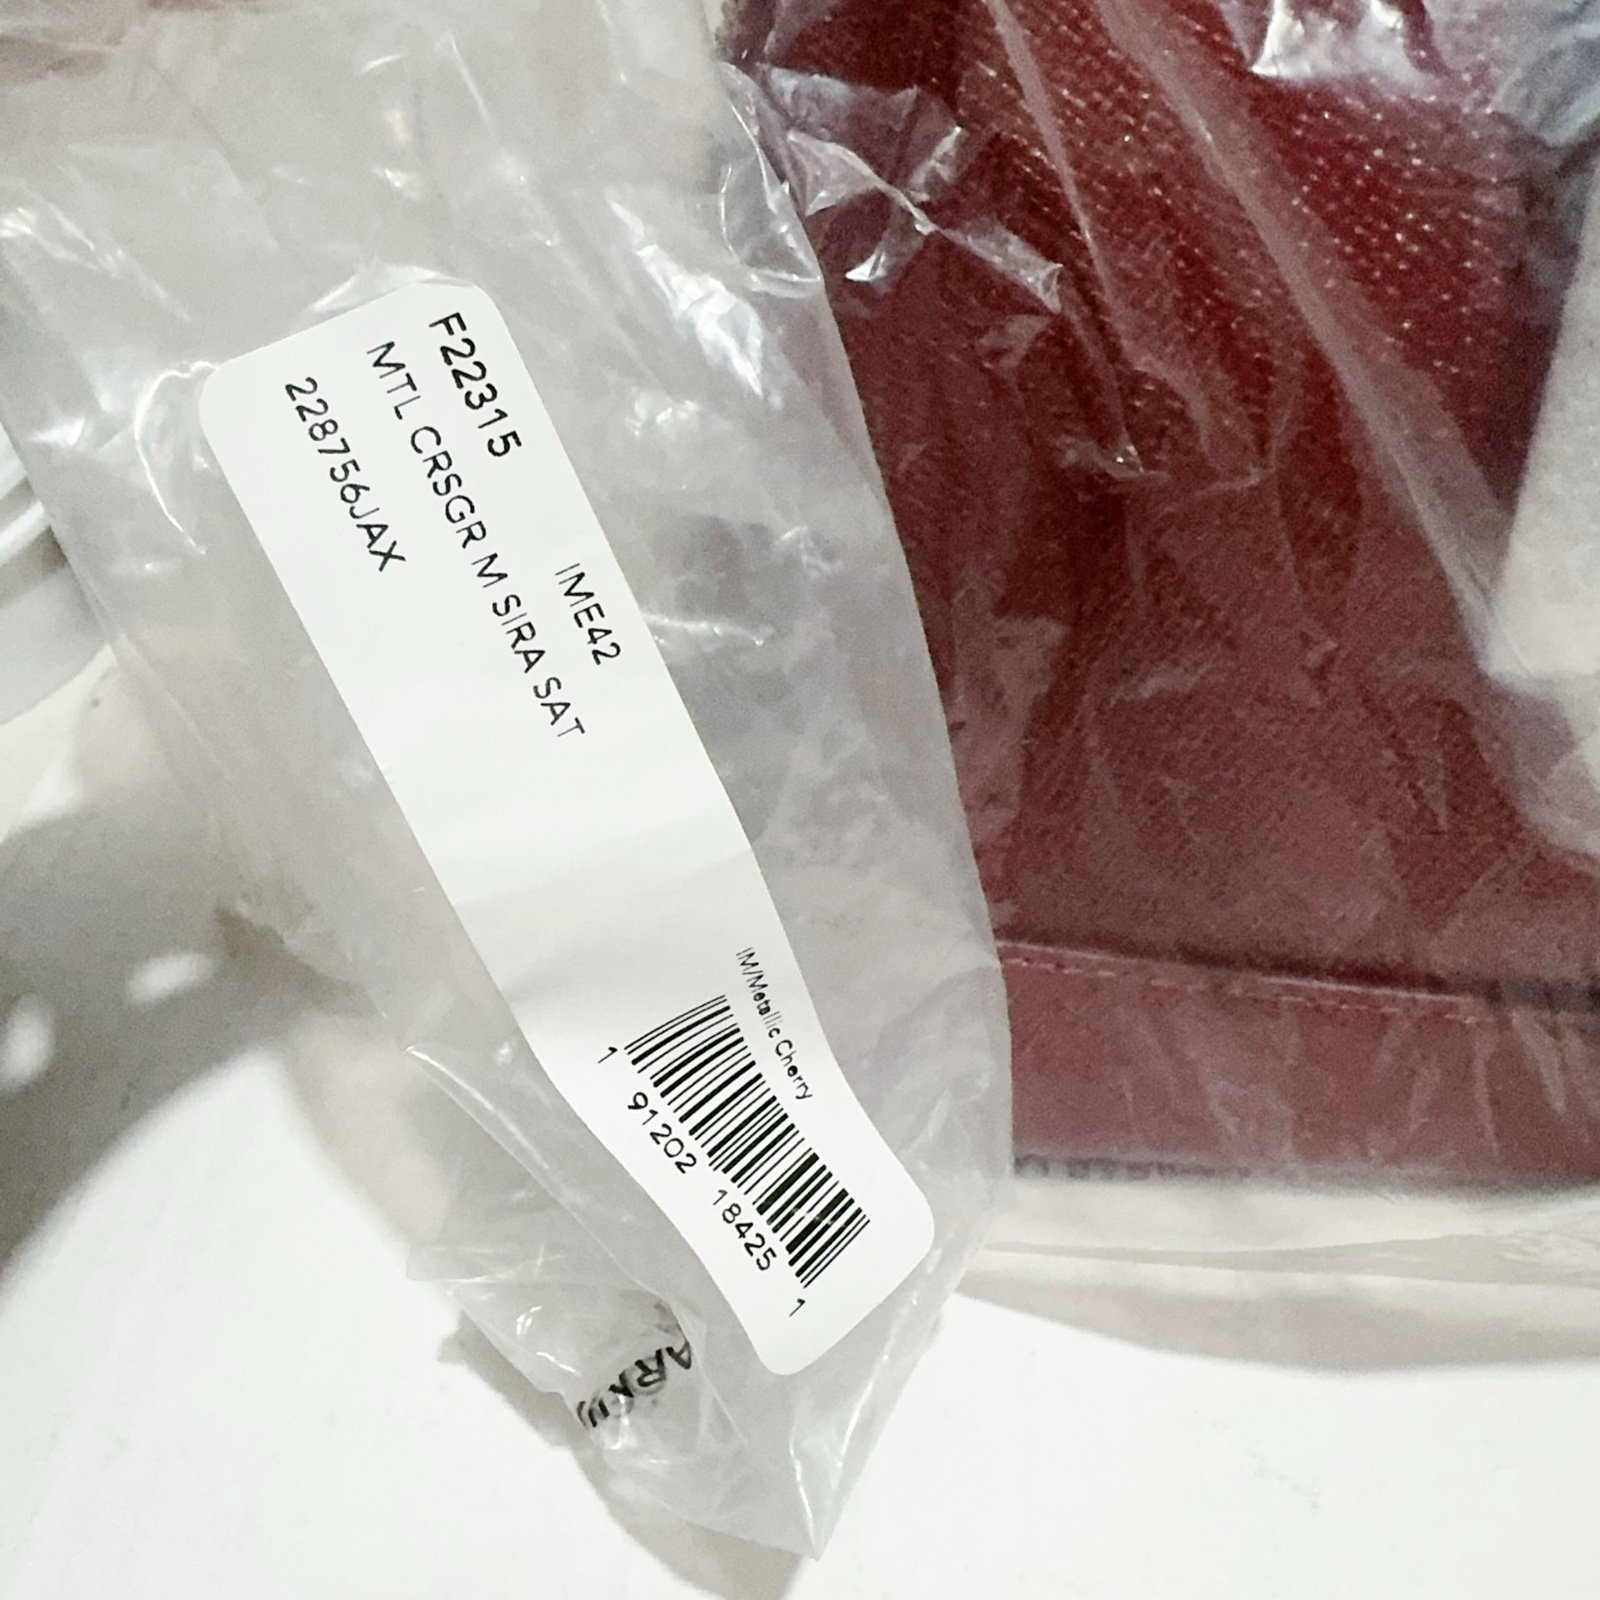 F22315 IME42
MTL CRSGR M SIRA SAT
228756JAX
IM/Metallic Cherry
1 91202 18425 1